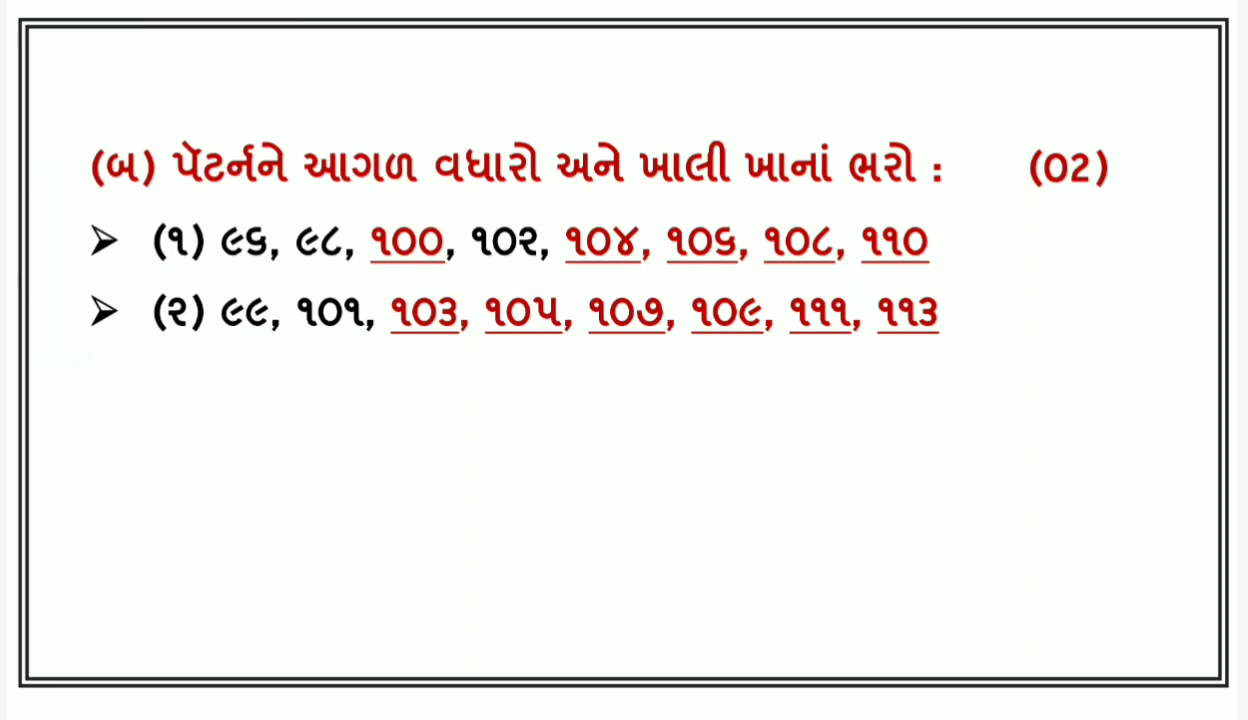 (બ) પેટર્નને આગળ વધારો અને ખાલી ખાનાં ભરો : (૦૨)
➢ (૧) ૯૬, ૯૮, ૧૦૦, ૧૦૨, ૧૦૪, ૧૦૬, ૧૦૮, ૧૧૦
➢ (૨) ૯૯, ૧૦૧, ૧૦૩, ૧૦૫, ૧૦૭, ૧૦૯, ૧૧૧, ૧૧૩